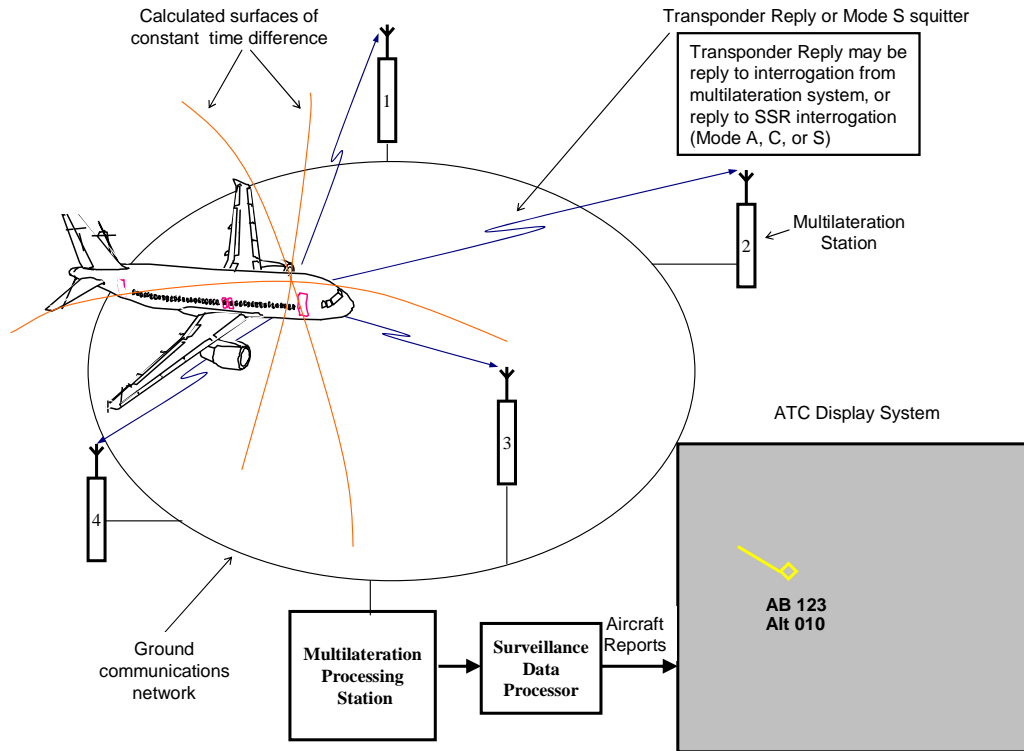 Calculated surfaces of
constant time difference
Transponder Reply or Mode S squitter
Transponder Reply may be
reply to interrogation from
multilateration system, or
reply to SSR interrogation
(Mode A, C, or S)
1
2
Multilateration
Station
3
4
ATC Display System
AB 123
Alt 010
Ground
communications
network
Multilateration
Processing
Station
Surveillance
Data
Processor
Aircraft
Reports